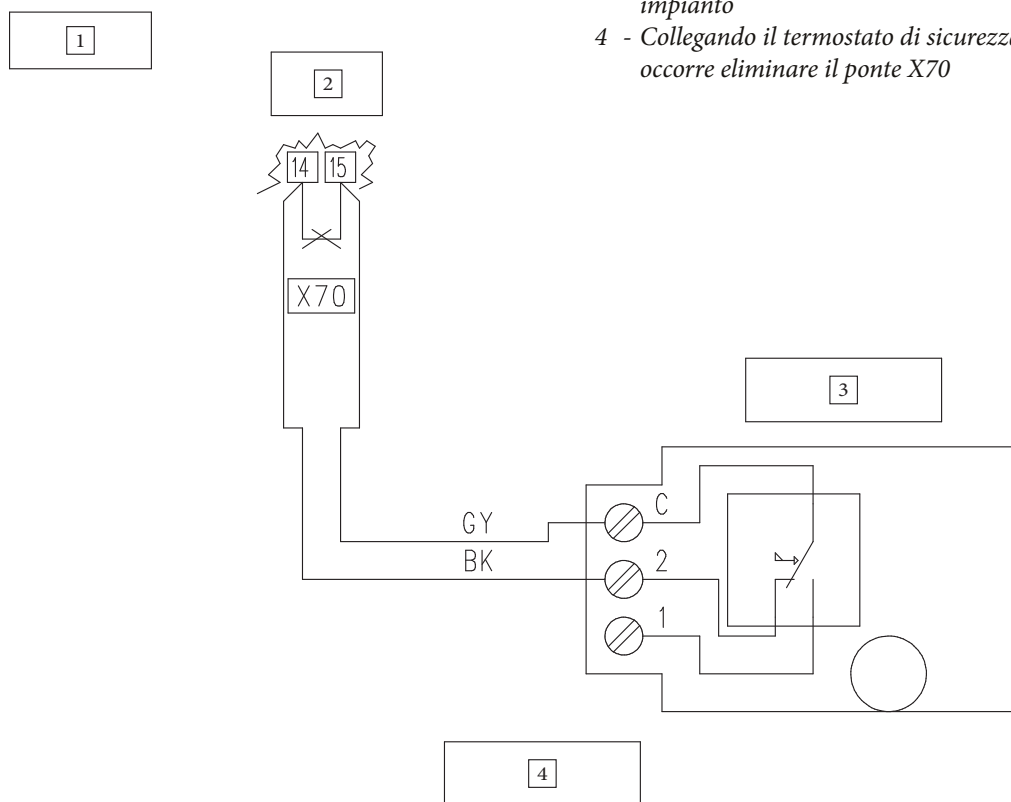 impianto
4 - Collegando il termostato di sicurezza
occorre eliminare il ponte X70
1
2
14 15
X70
3
GY
BK
C
2
1
4